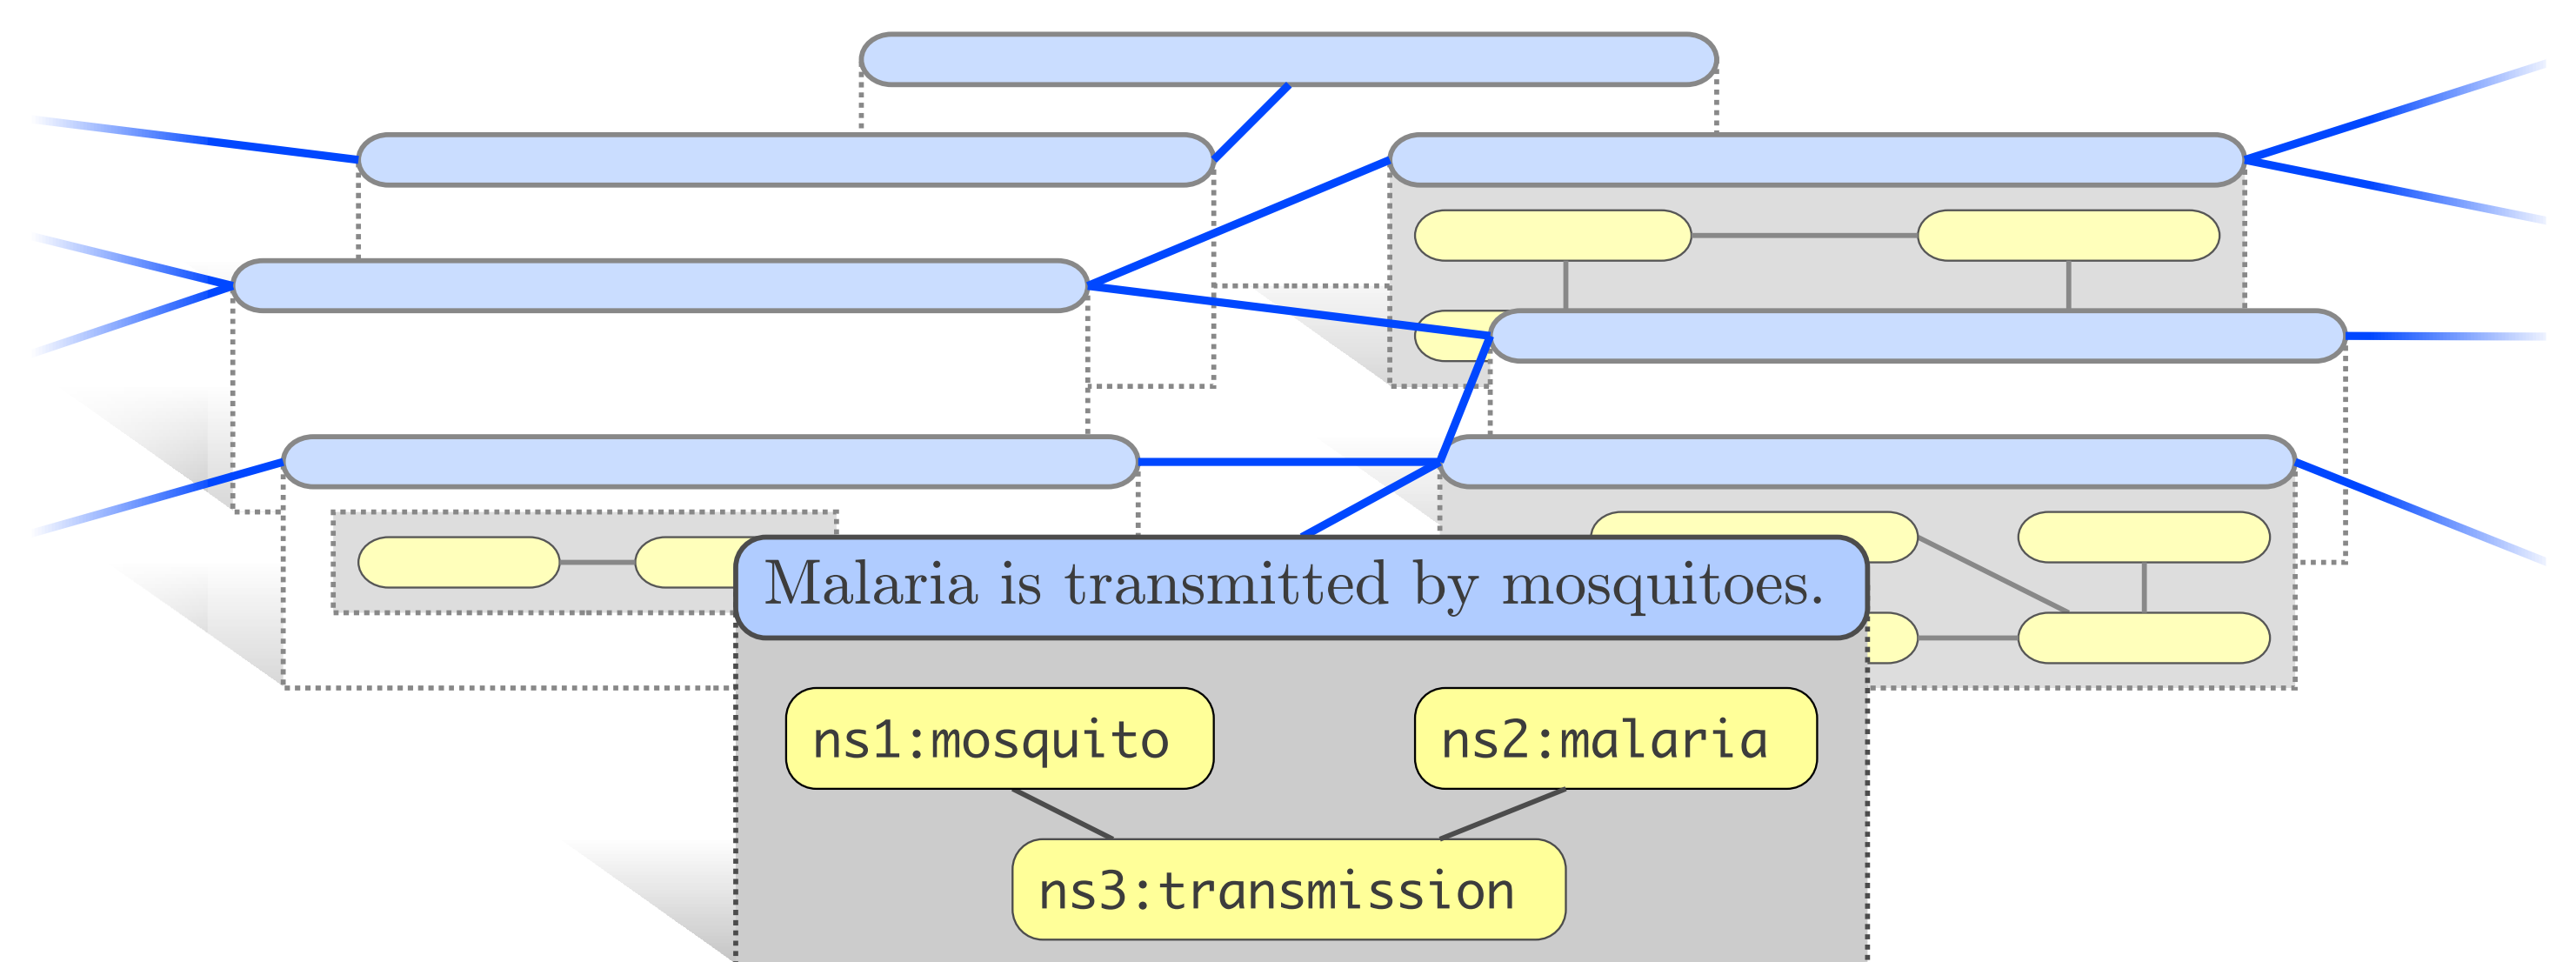 Malaria is transmitted by mosquitoes.
ns1:mosquito
ns2:malaria
ns3:transmission